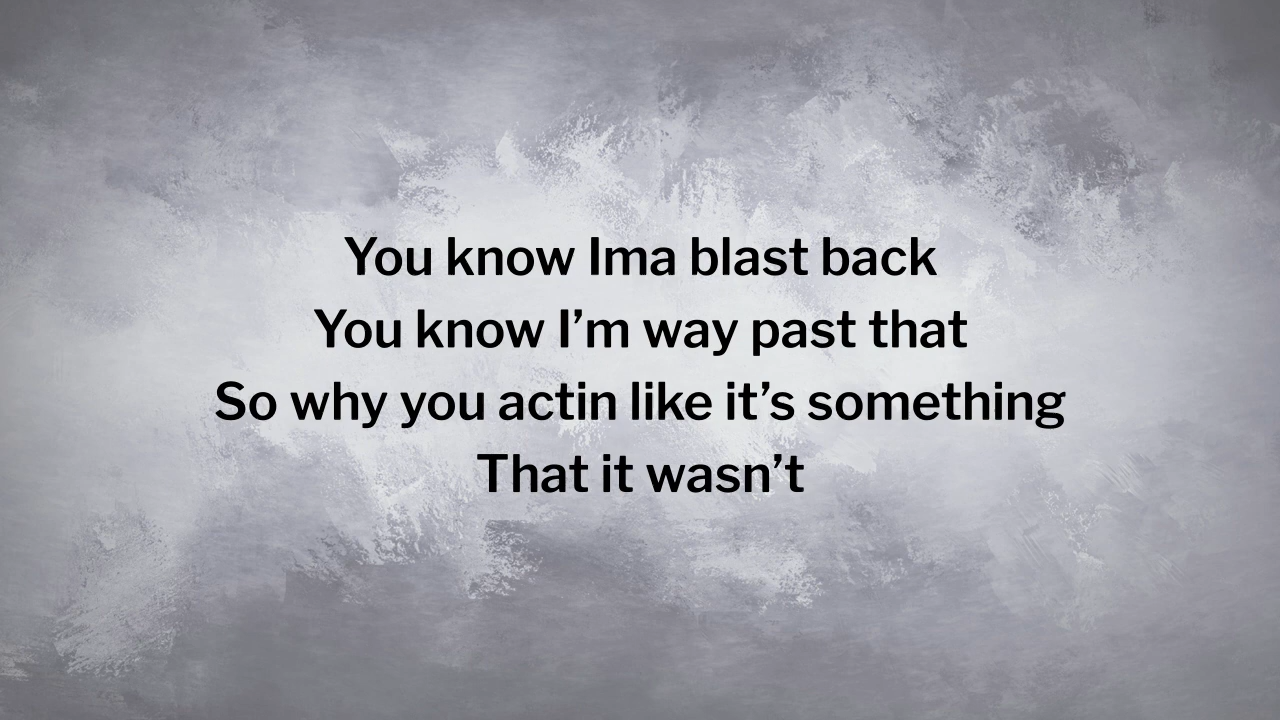 You know Ima blast back
You know I’m way past that
So why you actin like it’s something
That it wasn’t